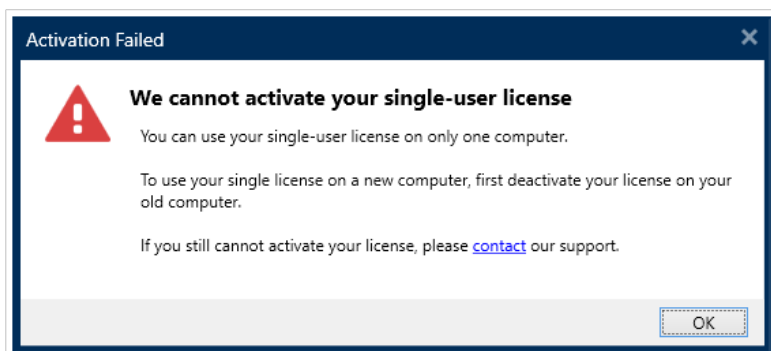 Activation Failed
We cannot activate your single-user license
You can use your single-user license on only one computer.
To use your single license on a new computer, first deactivate your license on your
old computer.
If you still cannot activate your license, please contact our support.
OK